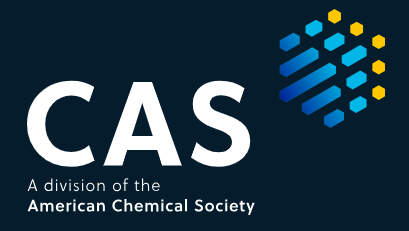 CAS
A division of the
American Chemical Society